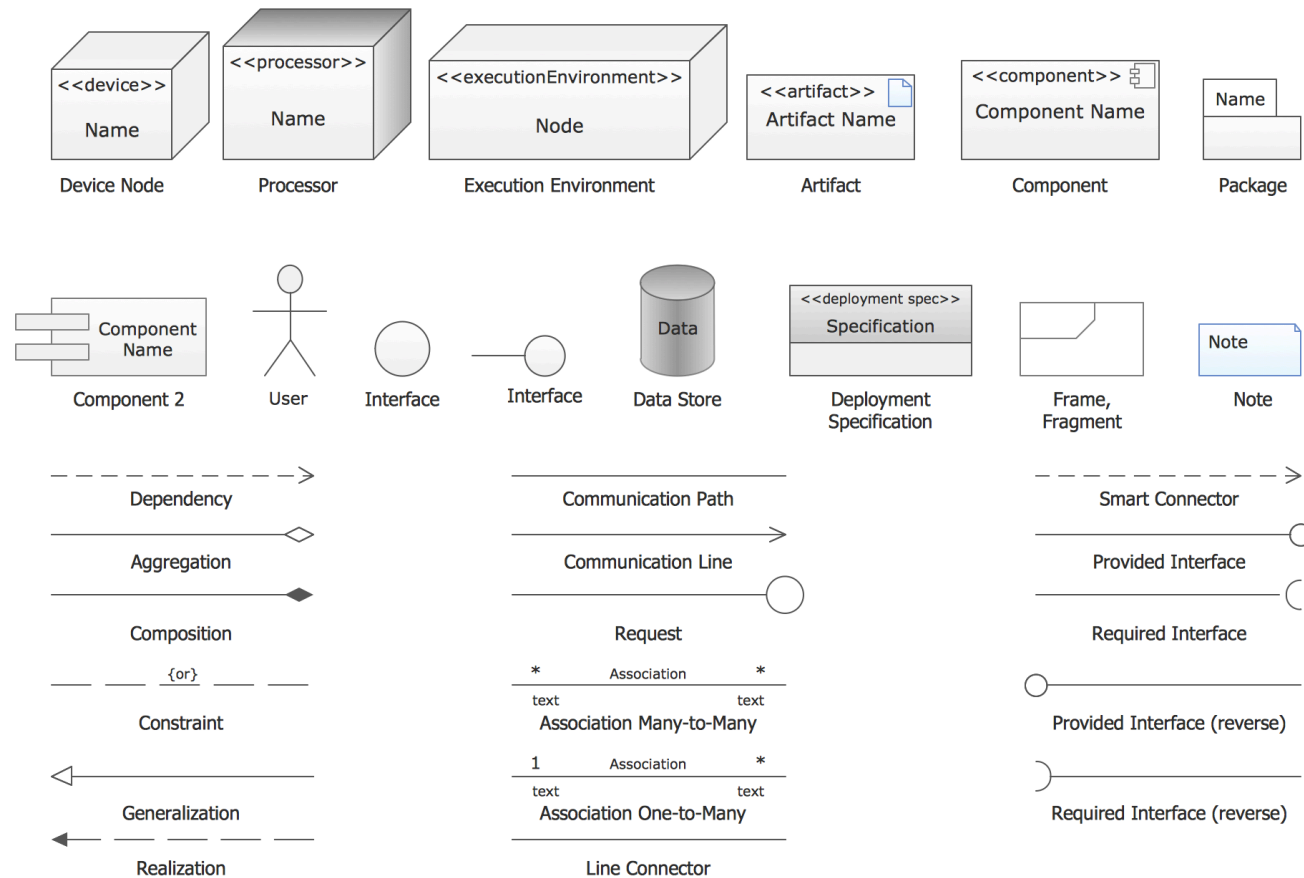 <<device>>
Name
Device Node
<<processor>>
Name
Processor
<<executionEnvironment>>
Node
Execution Environment
<<artifact>>
Artifact Name
Artifact
<<component>>
Component Name
Component
Name
Package
Component
Name
Component 2
User
Interface
Interface
Data
Data Store
<<deployment spec>>
Specification
Deployment
Specification
Frame,
Fragment
Note
Note
Dependency
Communication Path
Smart Connector
Aggregation
Communication Line
Provided Interface
Composition
Request
Required Interface
{or}
Constraint
* Association *
text text
Association Many-to-Many
Provided Interface (reverse)
Generalization
1 Association *
text text
Association One-to-Many
Required Interface (reverse)
Realization
Line Connector